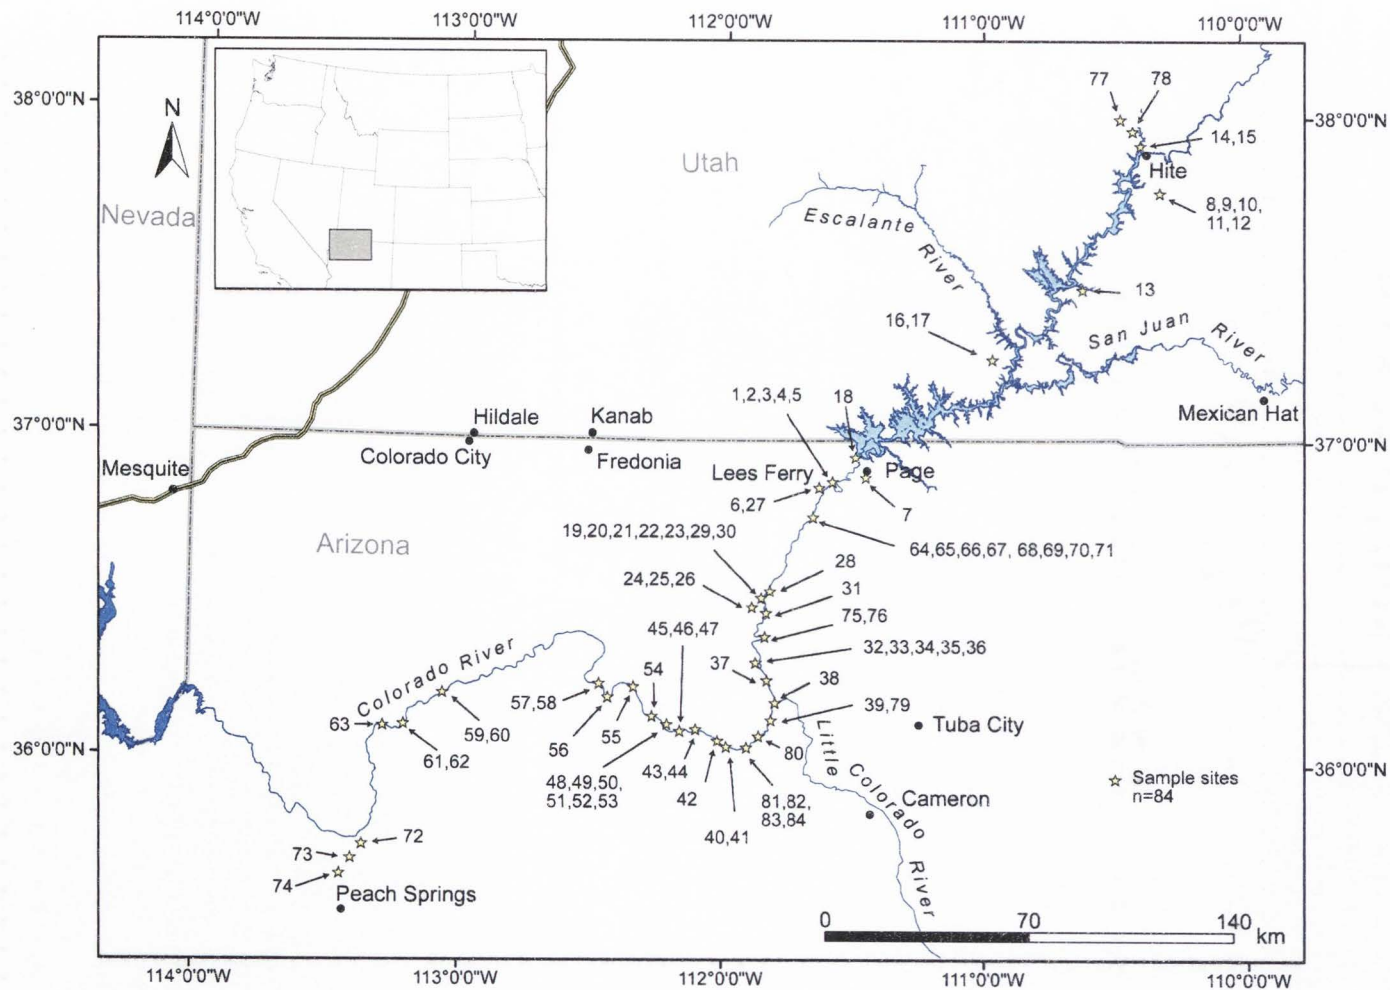 114°0'0"W
113°0'0"W
112°0'0"W
111°0'0"W
110°0'0"W
38°0'0"N
38°0'0"N
N
77
78
14,15
Hite
Utah
Nevada
8,9,10,
11,12
Escalante
River
13
16,17
San Juan
River
1,2,3,4,5
18
Mexican Hat
37°0'0"N
37°0'0"N
Hildale
Kanab
Colorado City
Fredonia
Mesquite
Lees Ferry
Page
6,27
7
19,20,21,22,23,29,30
64,65,66,67, 68,69,70,71
Arizona
28
24,25,26
31
75,76
45,46,47
32,33,34,35,36
Colorado River
54
37
38
57,58
39,79
63
59,60
56
55
Little
Tuba City
36°0'0"N
36°0'0"N
61,62
80
43,44
48,49,50,
51,52,53
42
81,82,
83,84
Colorado
Cameron
Sample sites
n=84
40,41
72
73
74
Peach Springs
River
0
70
140
km
114°0'0"W
113°0'0"W
112°0'0"W
111°0'0"W
110°0'0"W